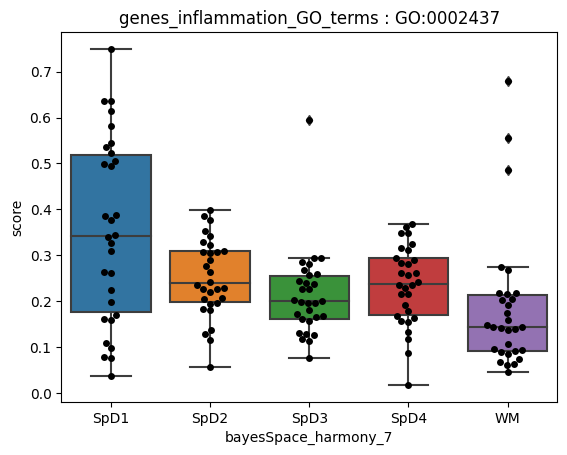 genes_inflammation_GO_terms : GO:0002437
score
0.7
0.6
0.5
0.4
0.3
0.2
0.1
0.0
SpD1 SpD2 SpD3 SpD4 WM
bayesSpace_harmony_7